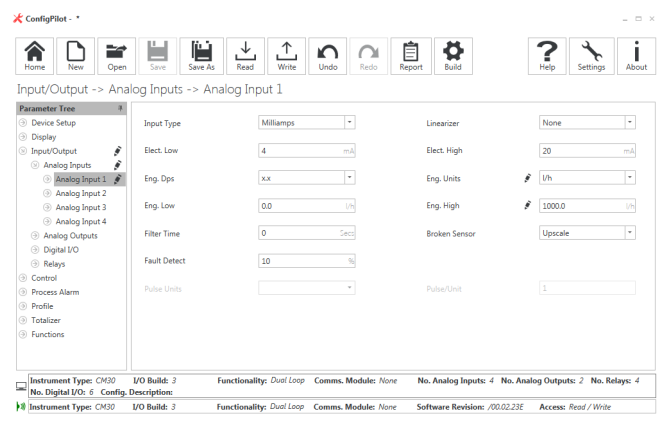 ConfigPilot - *
Home New Open Save Save As Read Write Undo Redo Report Build Help Settings About
Input/Output -> Analog Inputs -> Analog Input 1
Parameter Tree
Device Setup
Display
Input/Output
Analog Inputs
Analog Input 1
Analog Input 2
Analog Input 3
Analog Input 4
Analog Outputs
Digital I/O
Relays
Control
Process Alarm
Profile
Totalizer
Functions
Input Type Milliamps Linearizer None
Elect. Low 4 mA Elect. High 20 mA
Eng. Dps x.x Eng. Units l/h
Eng. Low 0.0 l/h Eng. High 1000.0 l/h
Filter Time 0 Secs Broken Sensor Upscale
Fault Detect 10 %
Pulse Units Pulse/Unit 1
Instrument Type: CM30 I/O Build: 3 Functionality: Dual Loop Comms. Module: None No. Analog Inputs: 4 No. Analog Outputs: 2 No. Relays: 4
No. Digital I/O: 6 Config. Description:
Instrument Type: CM30 I/O Build: 3 Functionality: Dual Loop Comms. Module: None Software Revision: /00.02.23E Access: Read / Write